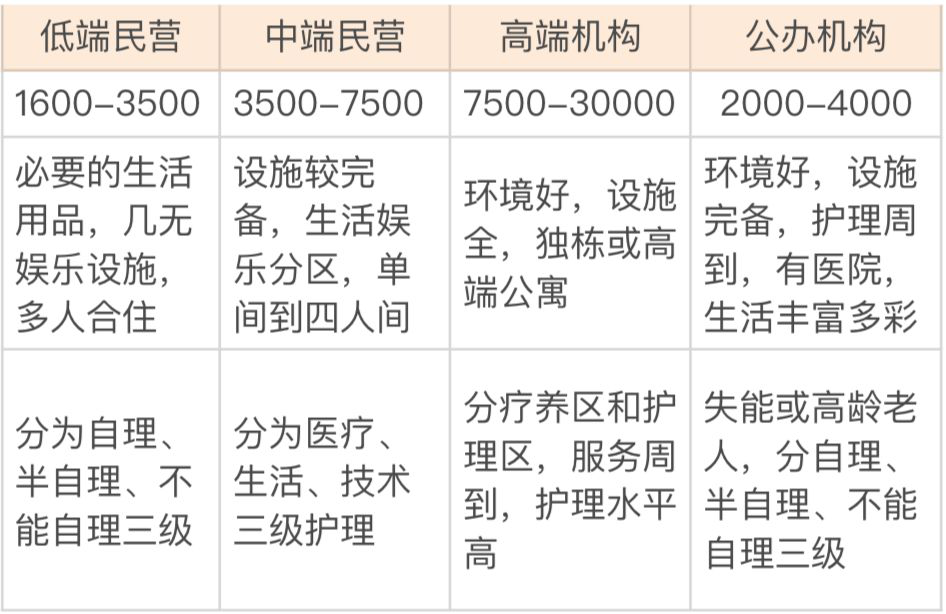 低端民营
中端民营
高端机构
公办机构
1600-3500
3500-7500
7500-30000
2000-4000
必要的生活
用品，几无
娱乐设施，
多人合住
设施较完
备，生活娱
乐分区，单
间到四人间
环境好，设施
全，独栋或高
端公寓
环境好，设施
完备，护理周
到，有医院，
生活丰富多彩
分为自理、
半自理、不
能自理三级
分为医疗、
生活、技术
三级护理
分疗养区和护
理区，服务周
到，护理水平
高
失能或高龄老
人，分自理、
半自理、不能
自理三级